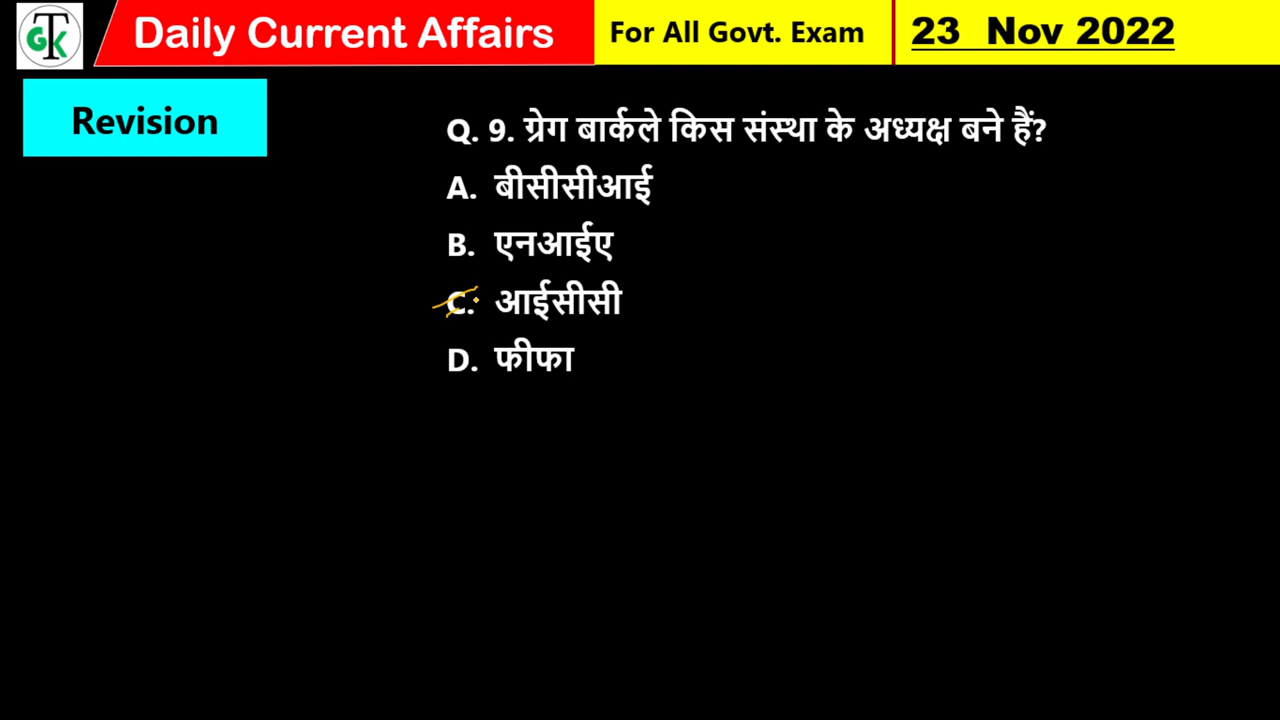 TGK
Daily Current Affairs
For All Govt. Exam
23 Nov 2022
Revision
Q. 9. ग्रेग बार्कले किस संस्था के अध्यक्ष बने हैं?
A. बीसीसीआई
B. एनआईए
C. आईसीसी
D. फीफा